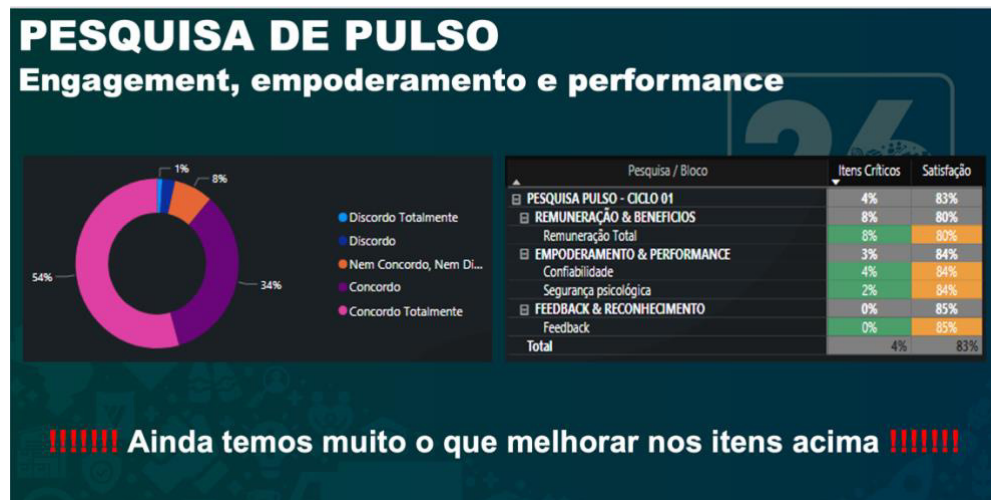 PESQUISA DE PULSO
Engagement, empoderamento e performance
26
1%
8%
54%
34%
Discordo Totalmente
Discordo
Nem Concordo, Nem Di...
Concordo
Concordo Totalmente
Pesquisa / Bloco Itens Críticos Satisfação
PESQUISA PULSO - CICLO 01 4% 83%
REMUNERAÇÃO & BENEFICIOS 8% 80%
Remuneração Total 8% 80%
EMPODERAMENTO & PERFORMANCE 3% 84%
Confiabilidade 4% 84%
Segurança psicológica 2% 84%
FEEDBACK & RECONHECIMENTO 0% 85%
Feedback 0% 85%
Total 4% 83%
!!!!!!! Ainda temos muito o que melhorar nos itens acima !!!!!!!